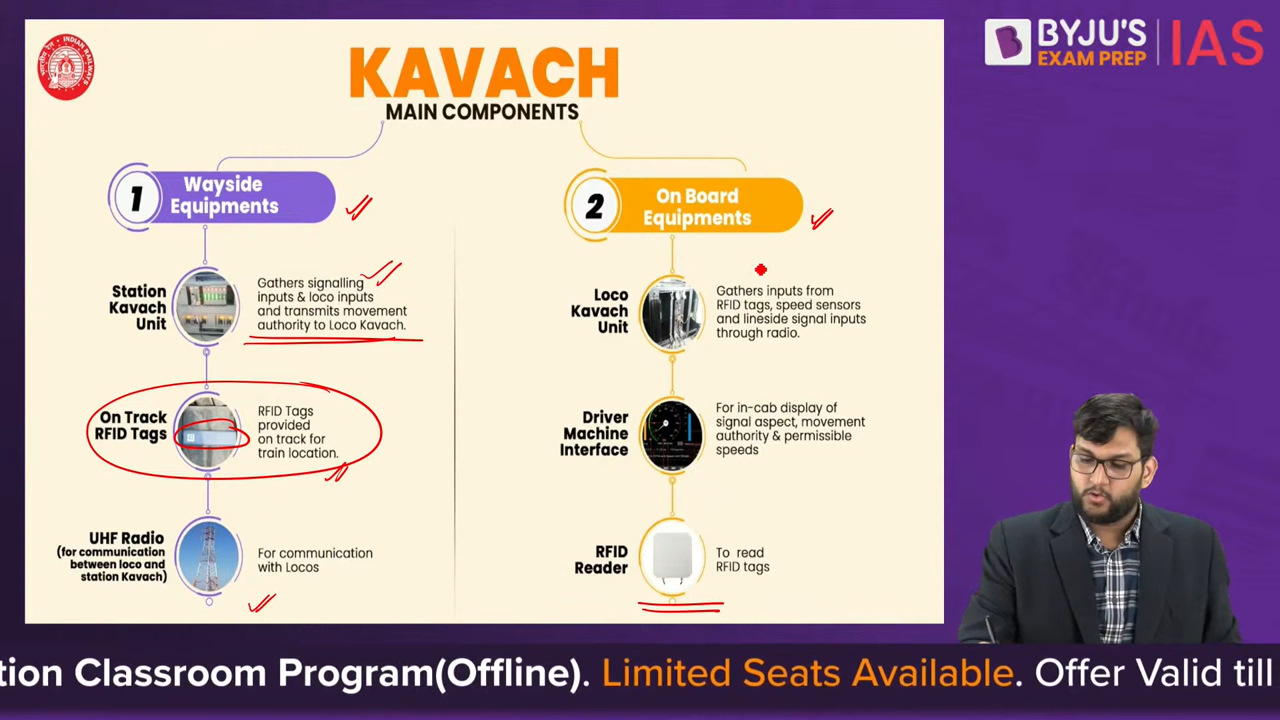 BYJU'S
EXAM PREP
IAS
INDIAN RAILWAYS
भारतीय रेल
KAVACH
MAIN COMPONENTS
1
Wayside
Equipments
Station
Kavach
Unit
Gathers signalling
inputs & loco inputs
and transmits movement
authority to Loco Kavach.
On Track
RFID Tags
RFID Tags
provided
on track for
train location.
UHF Radio
(for communication
between loco and
station Kavach)
For communication
with Locos
2
On Board
Equipments
Loco
Kavach
Unit
Gathers inputs from
RFID tags, speed sensors
and lineside signal inputs
through radio.
Driver
Machine
Interface
For in-cab display of
signal aspect, movement
authority & permissible
speeds
RFID
Reader
To read
RFID tags
tion Classroom Program(Offline). Limited Seats Available. Offer Valid till